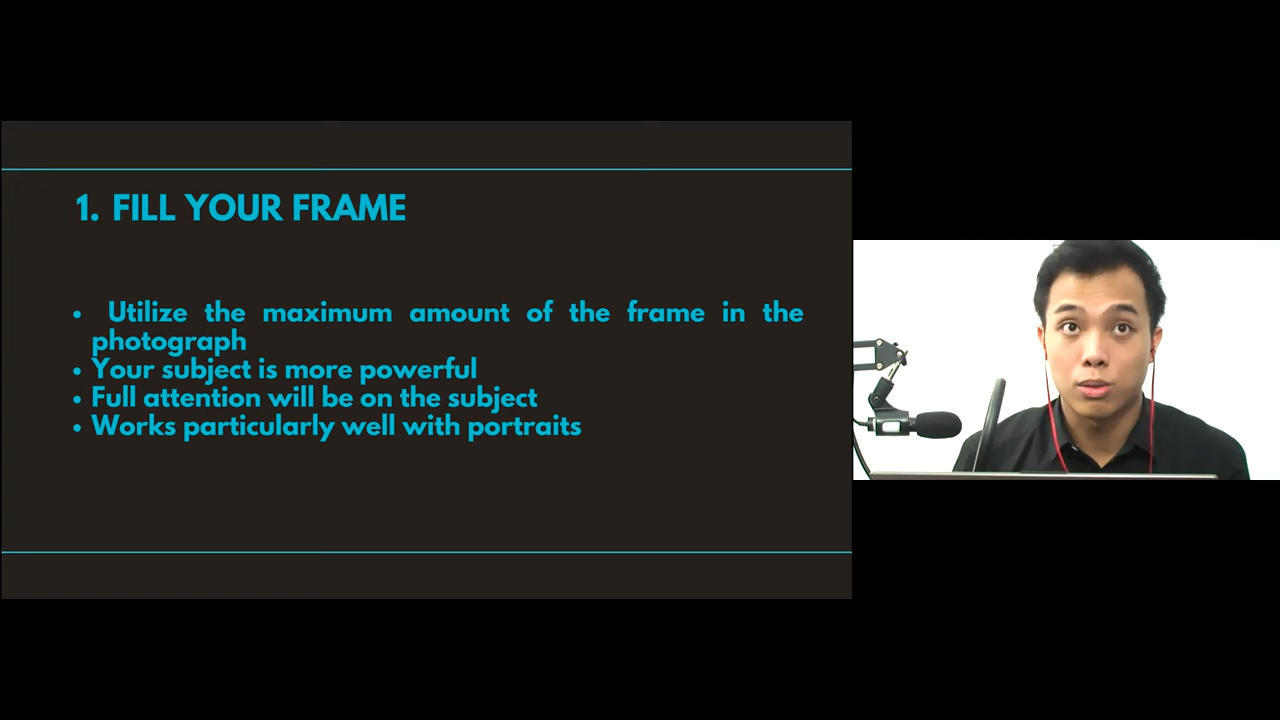 1. FILL YOUR FRAME
• Utilize the maximum amount of the frame in the
photograph
• Your subject is more powerful
• Full attention will be on the subject
• Works particularly well with portraits